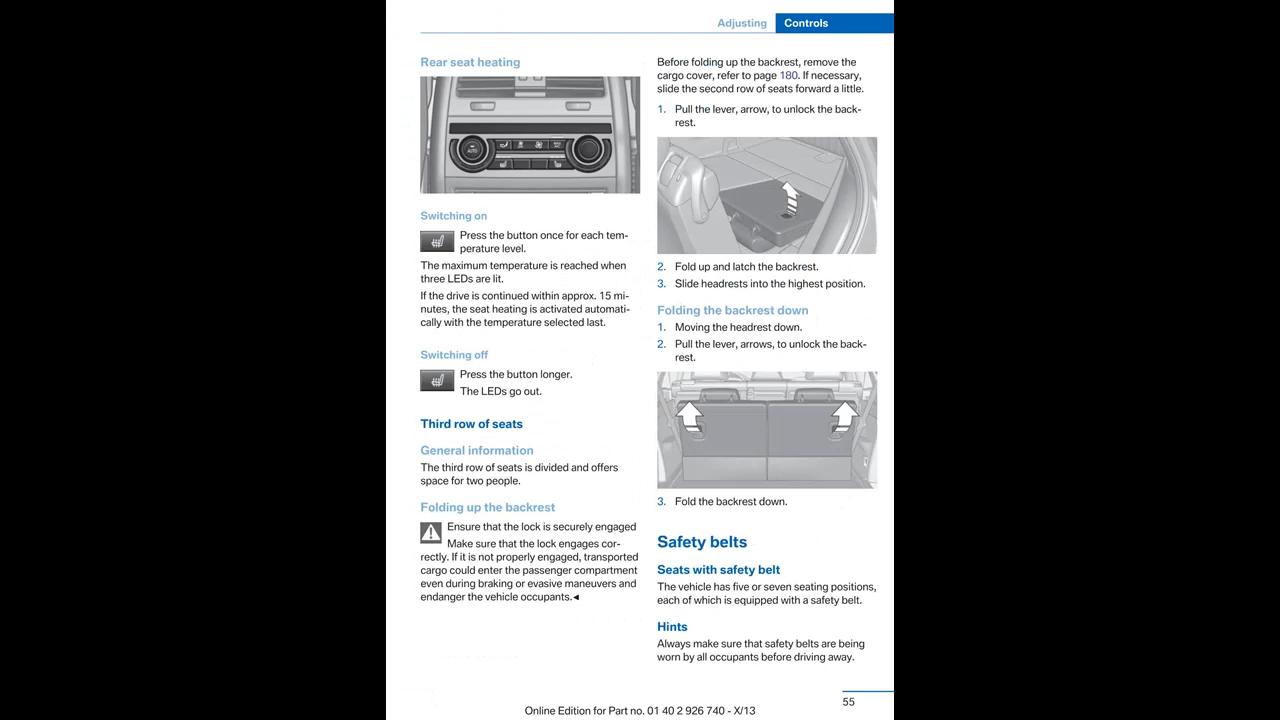 Adjusting Controls
Rear seat heating
Switching on
Press the button once for each tem-
perature level.
The maximum temperature is reached when
three LEDs are lit.
If the drive is continued within approx. 15 mi-
nutes, the seat heating is activated automati-
cally with the temperature selected last.
Switching off
Press the button longer.
The LEDs go out.
Third row of seats
General information
The third row of seats is divided and offers
space for two people.
Folding up the backrest
Ensure that the lock is securely engaged
Make sure that the lock engages cor-
rectly. If it is not properly engaged, transported
cargo could enter the passenger compartment
even during braking or evasive maneuvers and
endanger the vehicle occupants.◄
Before folding up the backrest, remove the
cargo cover, refer to page 180. If necessary,
slide the second row of seats forward a little.
1. Pull the lever, arrow, to unlock the back-
rest.
2. Fold up and latch the backrest.
3. Slide headrests into the highest position.
Folding the backrest down
1. Moving the headrest down.
2. Pull the lever, arrows, to unlock the back-
rest.
3. Fold the backrest down.
Safety belts
Seats with safety belt
The vehicle has five or seven seating positions,
each of which is equipped with a safety belt.
Hints
Always make sure that safety belts are being
worn by all occupants before driving away.
55
Online Edition for Part no. 01 40 2 926 740 - X/13